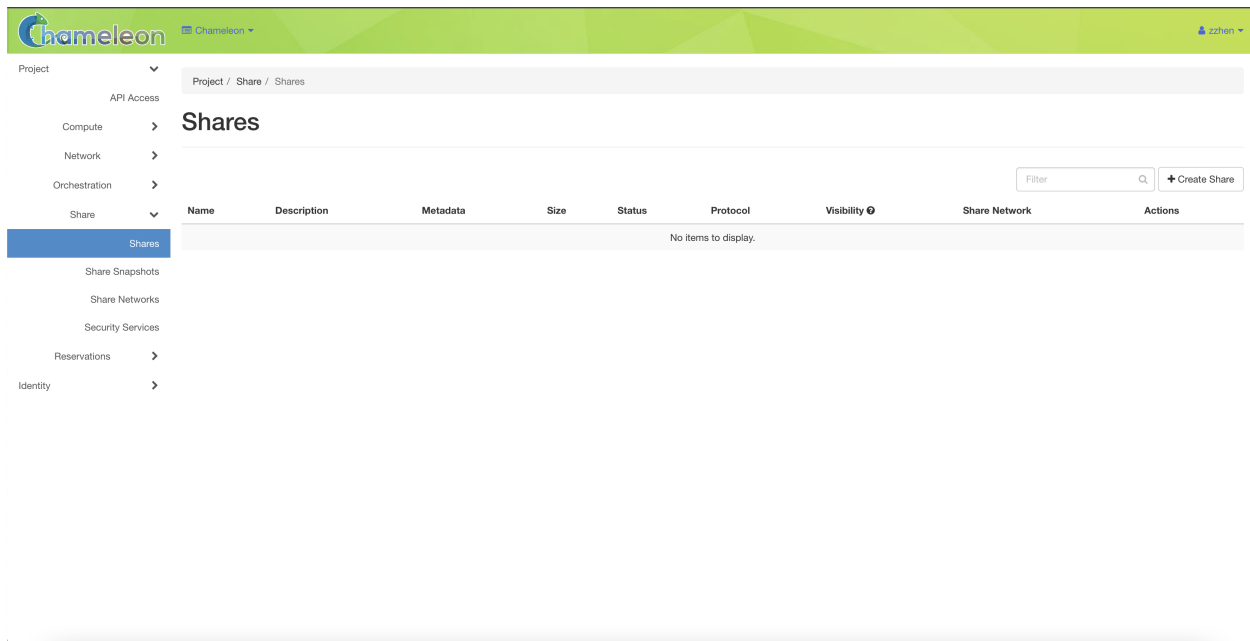 Chameleon
Chameleon
zzhen
Project
API Access
Compute
Network
Orchestration
Share
Shares
Share Snapshots
Share Networks
Security Services
Reservations
Identity
Project / Share / Shares
Shares
Filter
Create Share
Name Description Metadata Size Status Protocol Visibility Share Network Actions
No items to display.